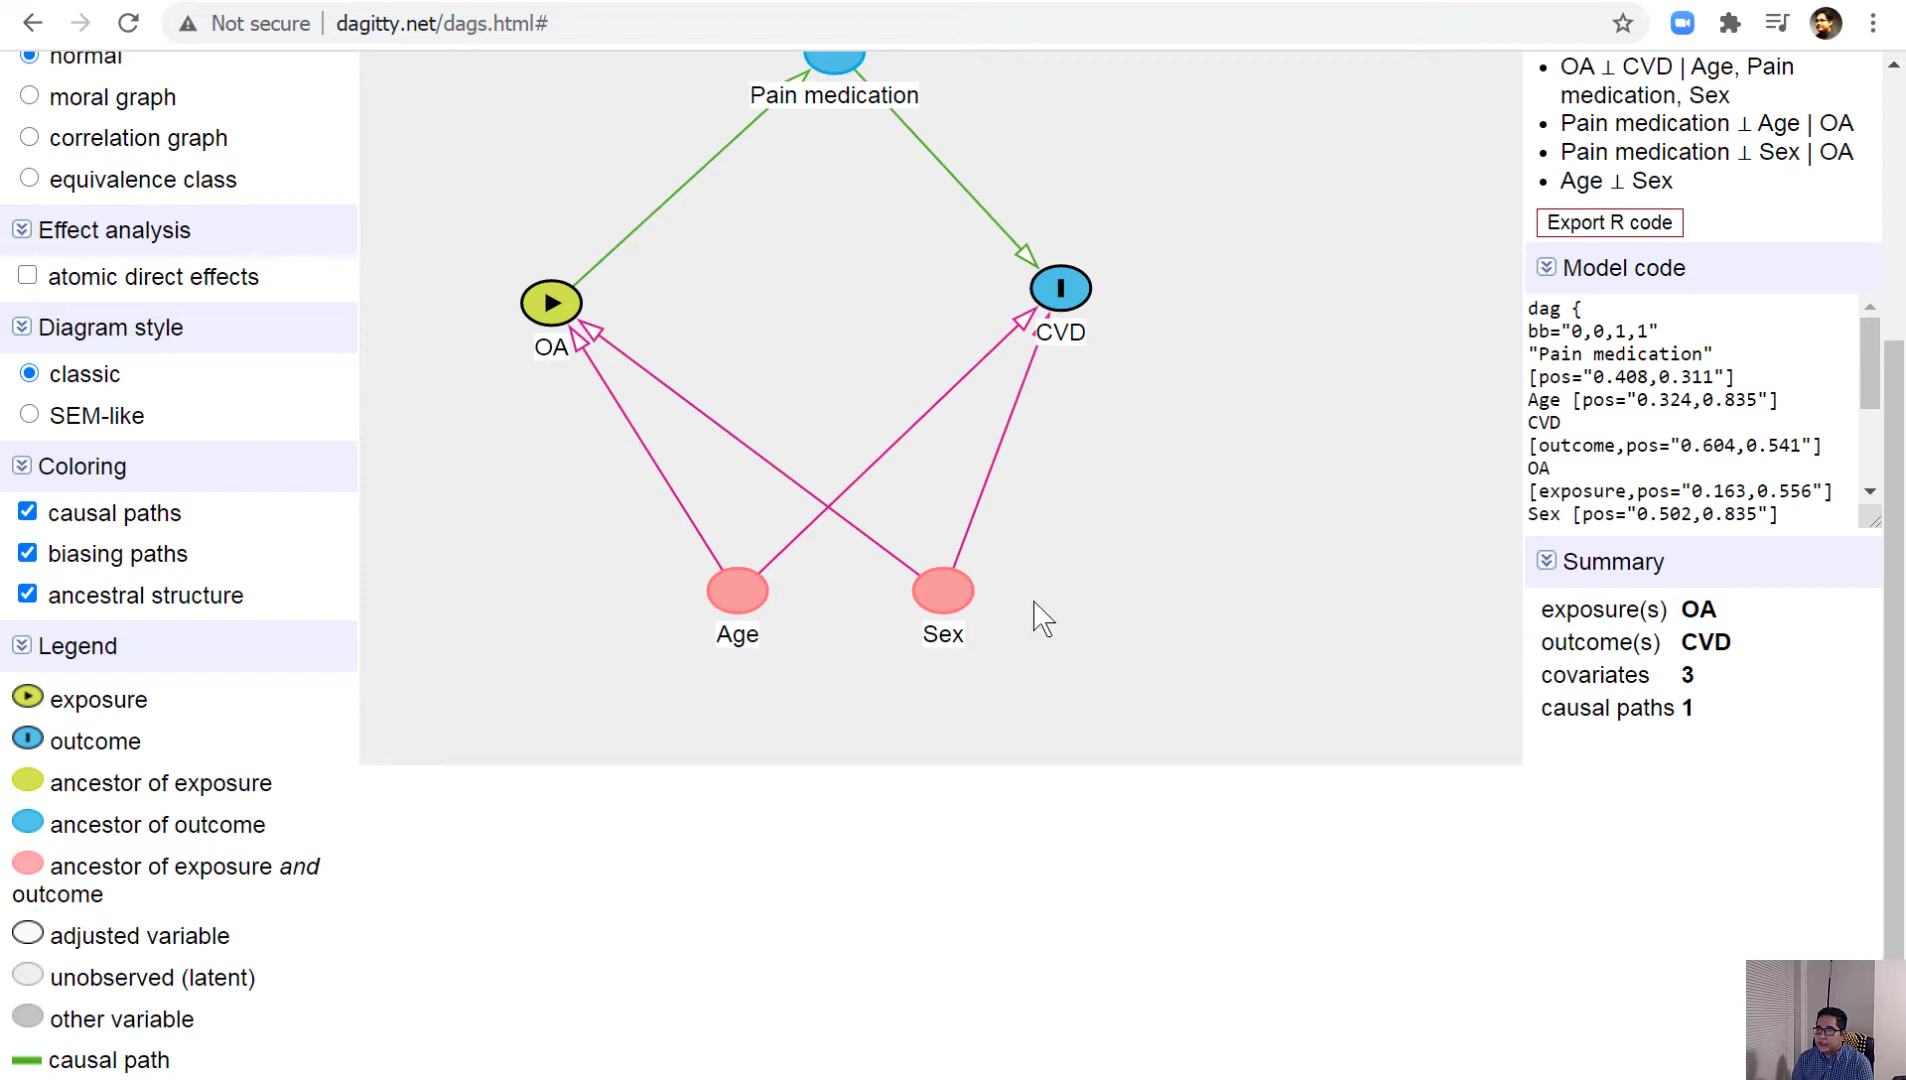 Not secure | dagitty.net/dags.html#
normal
moral graph
correlation graph
equivalence class
Effect analysis
atomic direct effects
Diagram style
classic
SEM-like
Coloring
causal paths
biasing paths
ancestral structure
Legend
exposure
outcome
ancestor of exposure
ancestor of outcome
ancestor of exposure and
outcome
adjusted variable
unobserved (latent)
other variable
causal path
Pain medication
OA
CVD
Age
Sex
• OA ⊥ CVD | Age, Pain
medication, Sex
• Pain medication ⊥ Age | OA
• Pain medication ⊥ Sex | OA
• Age ⊥ Sex
Export R code
Model code
dag {
bb="0,0,1,1"
"Pain medication"
[pos="0.408,0.311"]
Age [pos="0.324,0.835"]
CVD
[outcome,pos="0.604,0.541"]
OA
[exposure,pos="0.163,0.556"]
Sex [pos="0.502,0.835"]
Summary
exposure(s) OA
outcome(s) CVD
covariates 3
causal paths 1